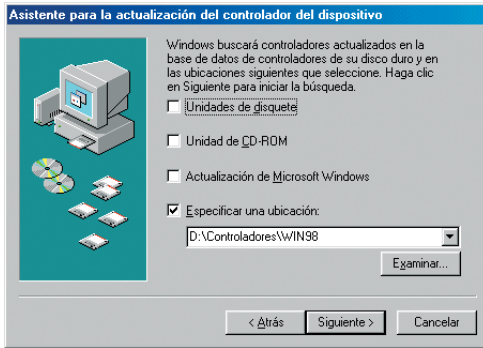 Asistente para la actualización del controlador del dispositivo
Windows buscará controladores actualizados en la
base de datos de controladores de su disco duro y en
las ubicaciones siguientes que seleccione. Haga clic
en Siguiente para iniciar la búsqueda.
Unidades de disquete
Unidad de CD-ROM
Actualización de Microsoft Windows
Especificar una ubicación:
D:\Controladores\WIN98
Examinar...
< Atrás Siguiente > Cancelar